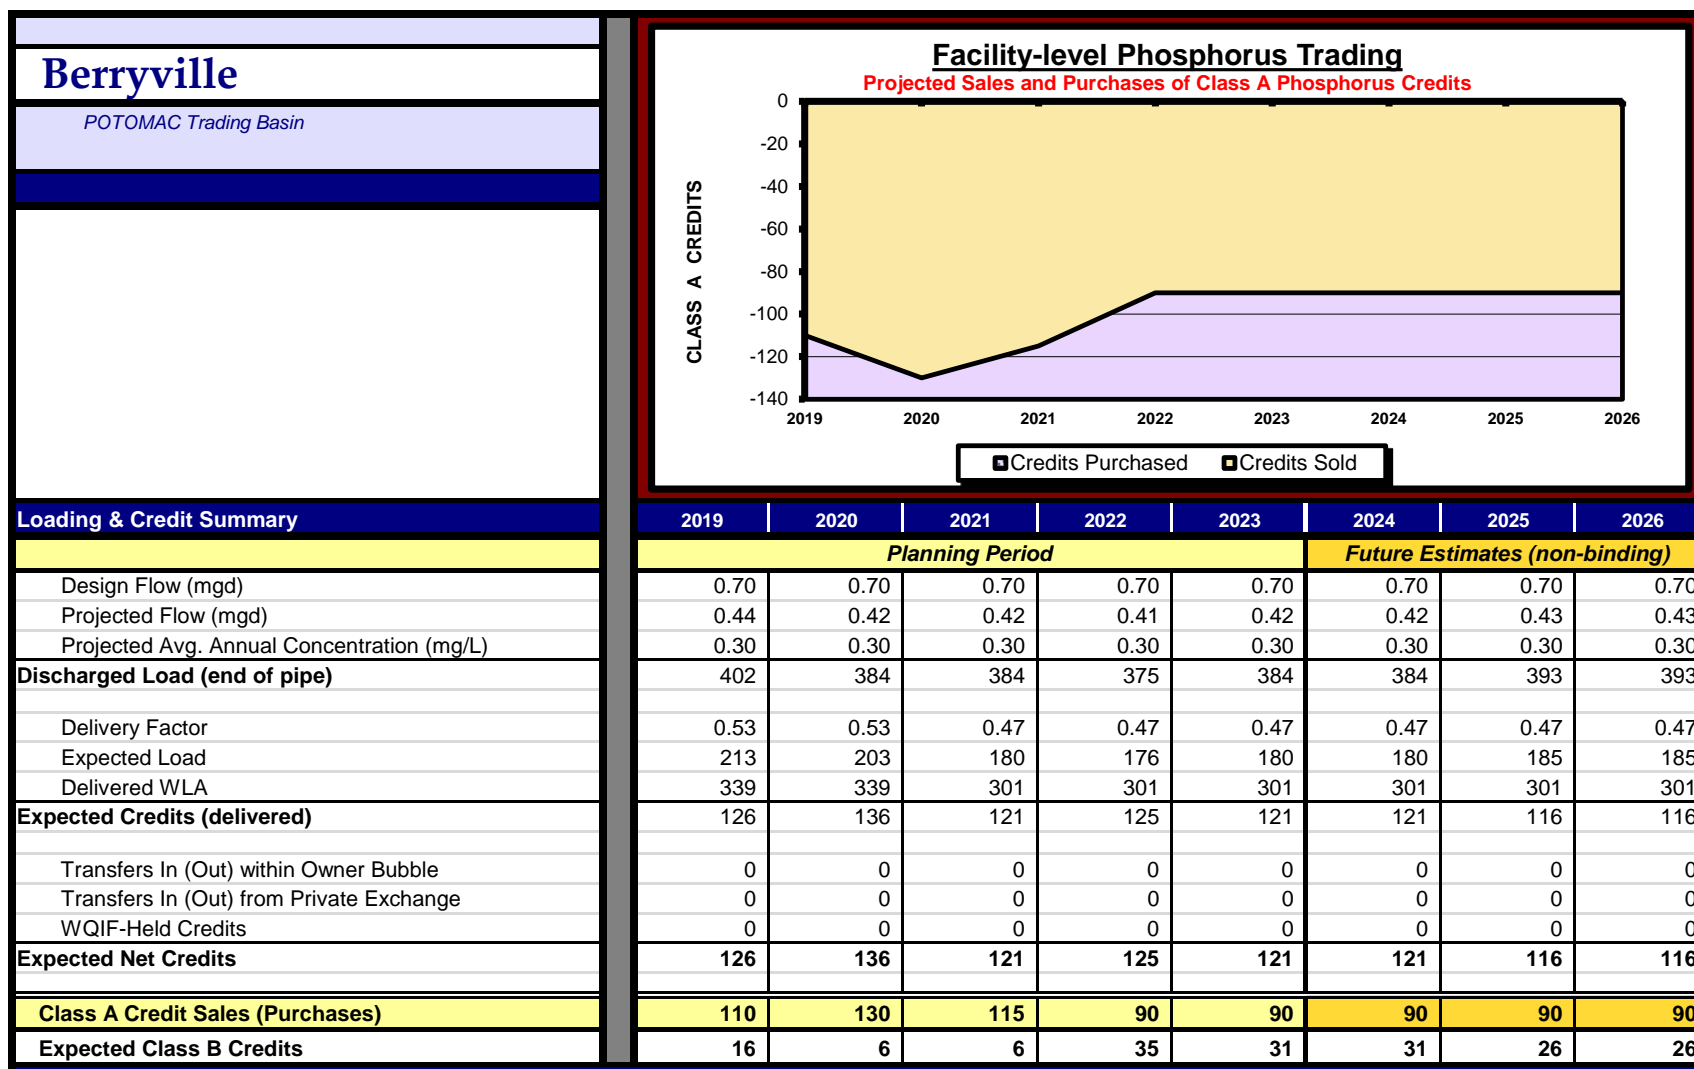 Berryville
POTOMAC Trading Basin
Facility-level Phosphorus Trading
Projected Sales and Purchases of Class A Phosphorus Credits
CLASS A CREDITS
0
-20
-40
-60
-80
-100
-120
-140
2019 2020 2021 2022 2023 2024 2025 2026
Credits Purchased Credits Sold
Loading & Credit Summary 2019 2020 2021 2022 2023 2024 2025 2026
Planning Period Future Estimates (non-binding)
Design Flow (mgd) 0.70 0.70 0.70 0.70 0.70 0.70 0.70 0.70
Projected Flow (mgd) 0.44 0.42 0.42 0.41 0.42 0.42 0.43 0.43
Projected Avg. Annual Concentration (mg/L) 0.30 0.30 0.30 0.30 0.30 0.30 0.30 0.30
Discharged Load (end of pipe) 402 384 384 375 384 384 393 393
Delivery Factor 0.53 0.53 0.47 0.47 0.47 0.47 0.47 0.47
Expected Load 213 203 180 176 180 180 185 185
Delivered WLA 339 339 301 301 301 301 301 301
Expected Credits (delivered) 126 136 121 125 121 121 116 116
Transfers In (Out) within Owner Bubble 0 0 0 0 0 0 0 0
Transfers In (Out) from Private Exchange 0 0 0 0 0 0 0 0
WQIF-Held Credits 0 0 0 0 0 0 0 0
Expected Net Credits 126 136 121 125 121 121 116 116
Class A Credit Sales (Purchases) 110 130 115 90 90 90 90 90
Expected Class B Credits 16 6 6 35 31 31 26 26